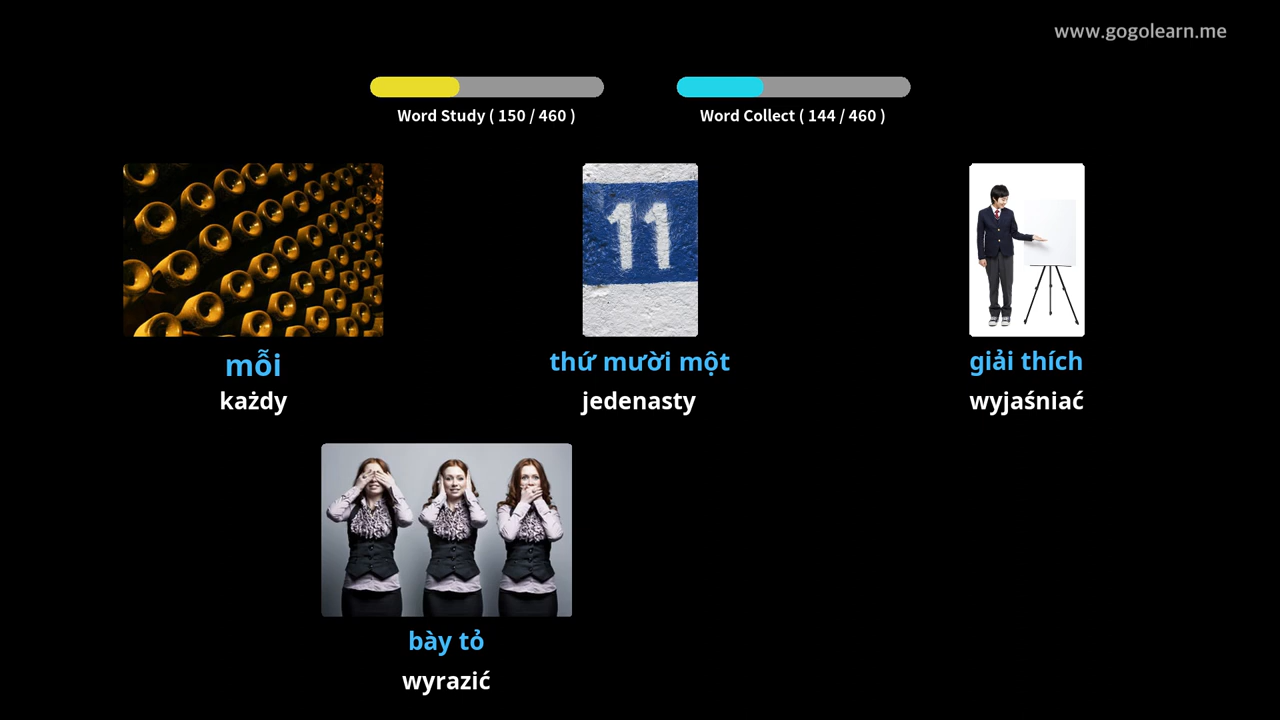 www.gogolearn.me
Word Study ( 150 / 460 )
Word Collect ( 144 / 460 )
11
mỗi
każdy
thứ mười một
jedenasty
giải thích
wyjaśniać
bày tỏ
wyrazić